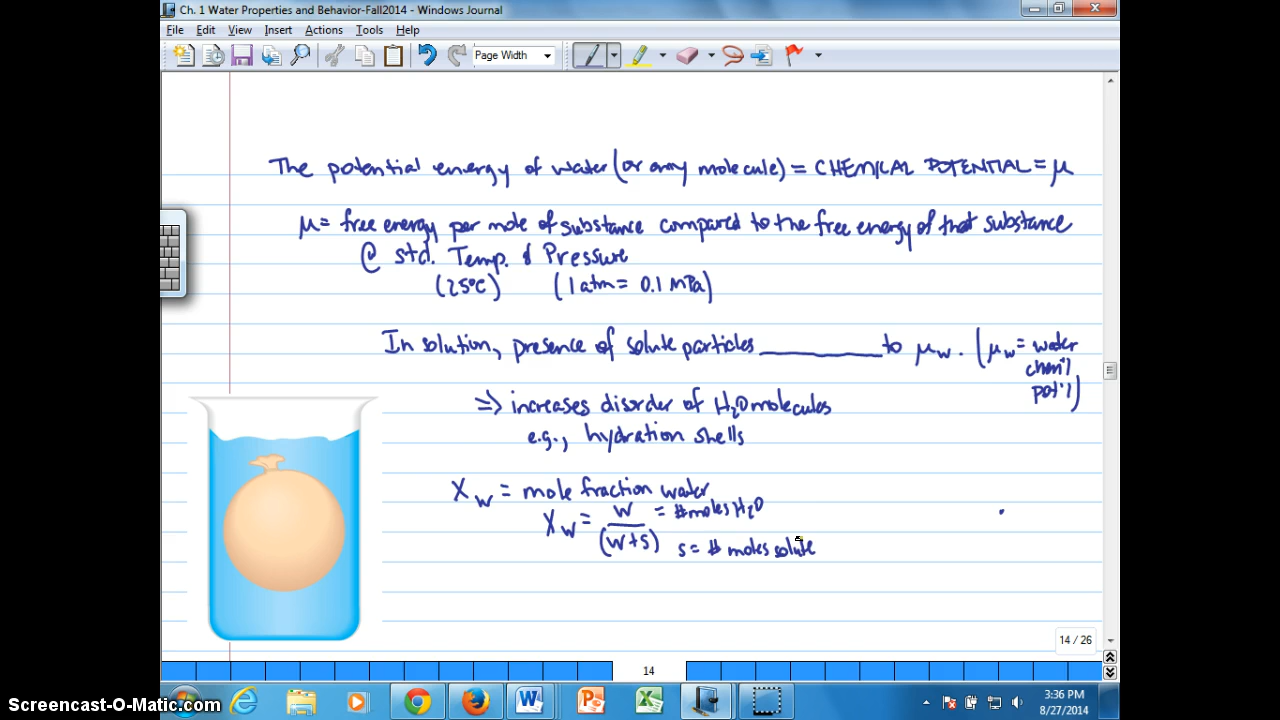 Ch. 1 Water Properties and Behavior-Fall2014 - Windows Journal
File Edit View Insert Actions Tools Help
Page Width
The potential energy of water (or any molecule) = CHEMICAL POTENTIAL = μ
μ = free energy per mole of substance compared to the free energy of that substance
@ std. Temp. & Pressure
(25°C) (1 atm = 0.1 MPa)
In solution, presence of solute particles ________ to μw. (μw = water
chem'l
pot'l)
⇒ increases disorder of H2O molecules
e.g., hydration shells
Xw = mole fraction water
Xw = w = # moles H2O
(w+s) s = # moles solute
14 / 26
14
3:36 PM
8/27/2014
Screencast-O-Matic.com